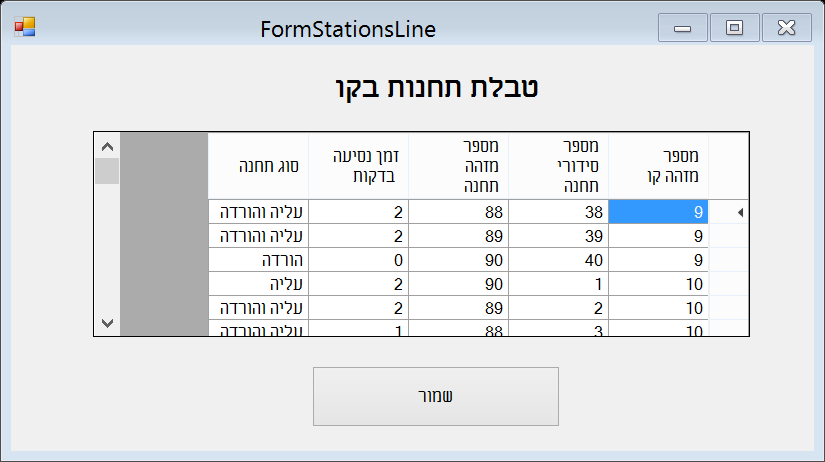 FormStationsLine
טבלת תחנות בקו
מספר מזהה קו מספר סידורי תחנה מספר מזהה תחנה זמן נסיעה בדקות סוג תחנה
9 38 88 2 עליה והורדה
9 39 89 2 עליה והורדה
9 40 90 0 הורדה
10 1 90 2 עליה
10 2 89 2 עליה והורדה
10 3 88 1 עליה והורדה
שמור